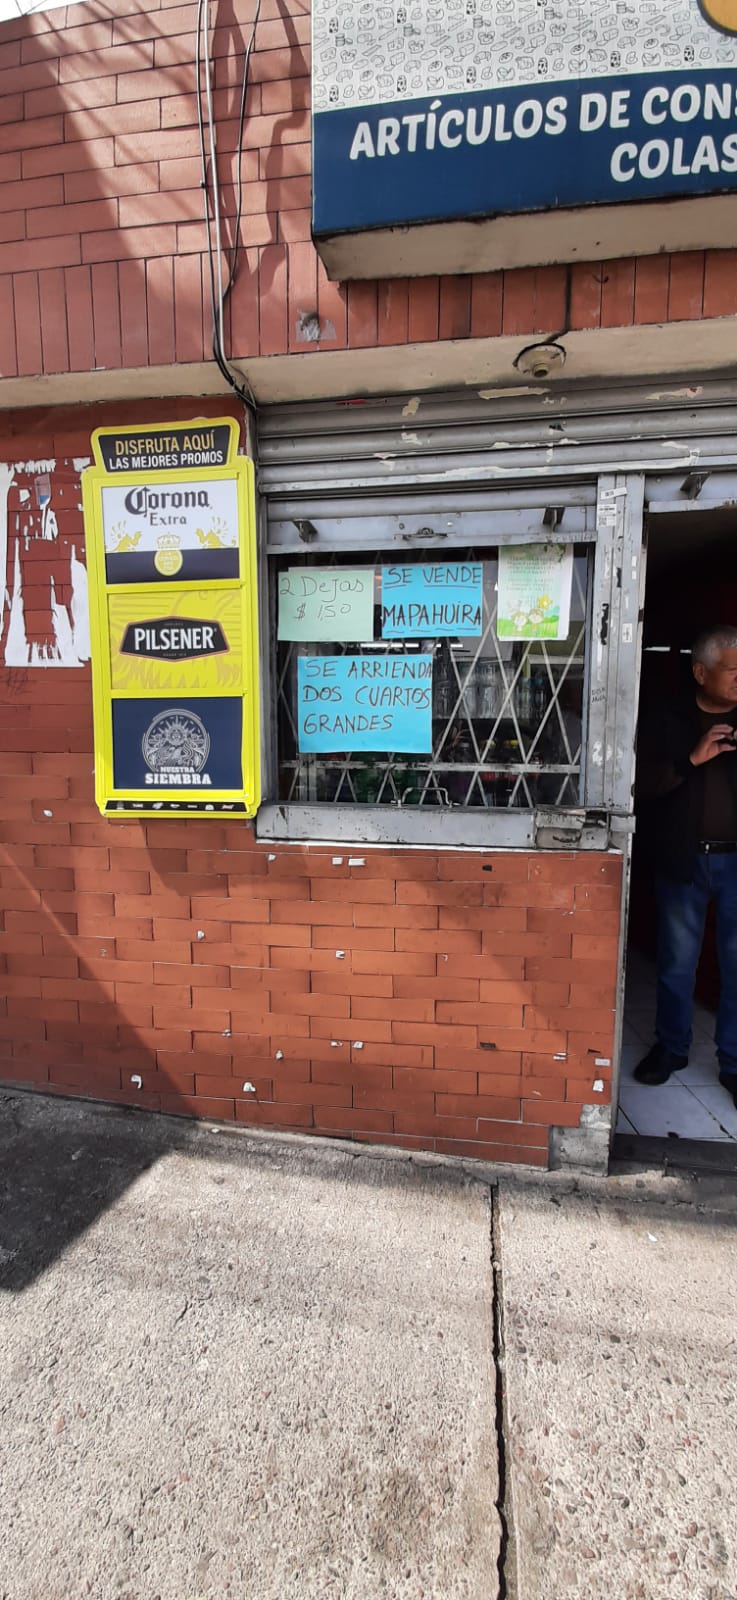 ARTÍCULOS DE CONS
COLAS
DISFRUTA AQUÍ
LAS MEJORES PROMOS
Corona
Extra
PILSENER
NUESTRA
SIEMBRA
2 Dejas
$ 1,50
SE VENDE
MAPAHUIRA
SE ARRIENDA
DOS CUARTOS
GRANDES